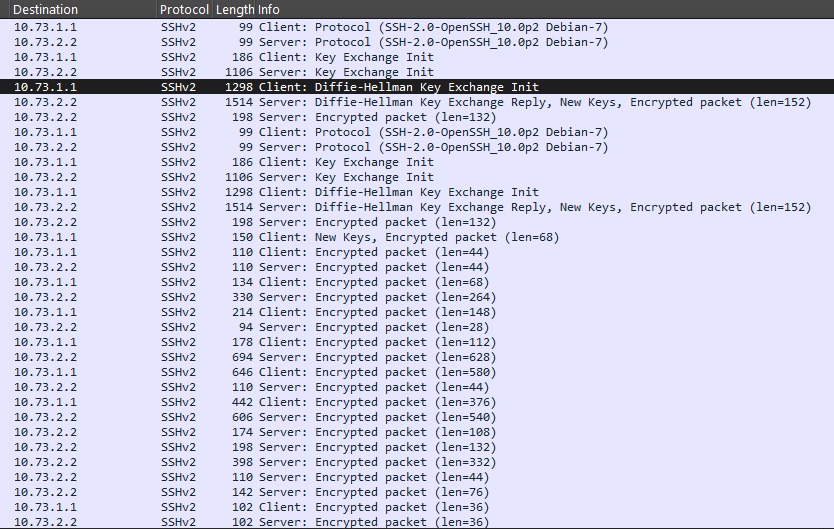 Destination Protocol Length Info
10.73.1.1 SSHv2 99 Client: Protocol (SSH-2.0-OpenSSH_10.0p2 Debian-7)
10.73.2.2 SSHv2 99 Server: Protocol (SSH-2.0-OpenSSH_10.0p2 Debian-7)
10.73.1.1 SSHv2 186 Client: Key Exchange Init
10.73.2.2 SSHv2 1106 Server: Key Exchange Init
10.73.1.1 SSHv2 1298 Client: Diffie-Hellman Key Exchange Init
10.73.2.2 SSHv2 1514 Server: Diffie-Hellman Key Exchange Reply, New Keys, Encrypted packet (len=152)
10.73.2.2 SSHv2 198 Server: Encrypted packet (len=132)
10.73.1.1 SSHv2 99 Client: Protocol (SSH-2.0-OpenSSH_10.0p2 Debian-7)
10.73.2.2 SSHv2 99 Server: Protocol (SSH-2.0-OpenSSH_10.0p2 Debian-7)
10.73.1.1 SSHv2 186 Client: Key Exchange Init
10.73.2.2 SSHv2 1106 Server: Key Exchange Init
10.73.1.1 SSHv2 1298 Client: Diffie-Hellman Key Exchange Init
10.73.2.2 SSHv2 1514 Server: Diffie-Hellman Key Exchange Reply, New Keys, Encrypted packet (len=152)
10.73.2.2 SSHv2 198 Server: Encrypted packet (len=132)
10.73.1.1 SSHv2 150 Client: New Keys, Encrypted packet (len=68)
10.73.1.1 SSHv2 110 Client: Encrypted packet (len=44)
10.73.2.2 SSHv2 110 Server: Encrypted packet (len=44)
10.73.1.1 SSHv2 134 Client: Encrypted packet (len=68)
10.73.2.2 SSHv2 330 Server: Encrypted packet (len=264)
10.73.1.1 SSHv2 214 Client: Encrypted packet (len=148)
10.73.2.2 SSHv2 94 Server: Encrypted packet (len=28)
10.73.1.1 SSHv2 178 Client: Encrypted packet (len=112)
10.73.2.2 SSHv2 694 Server: Encrypted packet (len=628)
10.73.1.1 SSHv2 646 Client: Encrypted packet (len=580)
10.73.2.2 SSHv2 110 Server: Encrypted packet (len=44)
10.73.1.1 SSHv2 442 Client: Encrypted packet (len=376)
10.73.2.2 SSHv2 606 Server: Encrypted packet (len=540)
10.73.2.2 SSHv2 174 Server: Encrypted packet (len=108)
10.73.2.2 SSHv2 198 Server: Encrypted packet (len=132)
10.73.2.2 SSHv2 398 Server: Encrypted packet (len=332)
10.73.2.2 SSHv2 110 Server: Encrypted packet (len=44)
10.73.2.2 SSHv2 142 Server: Encrypted packet (len=76)
10.73.1.1 SSHv2 102 Client: Encrypted packet (len=36)
10.73.2.2 SSHv2 102 Server: Encrypted packet (len=36)